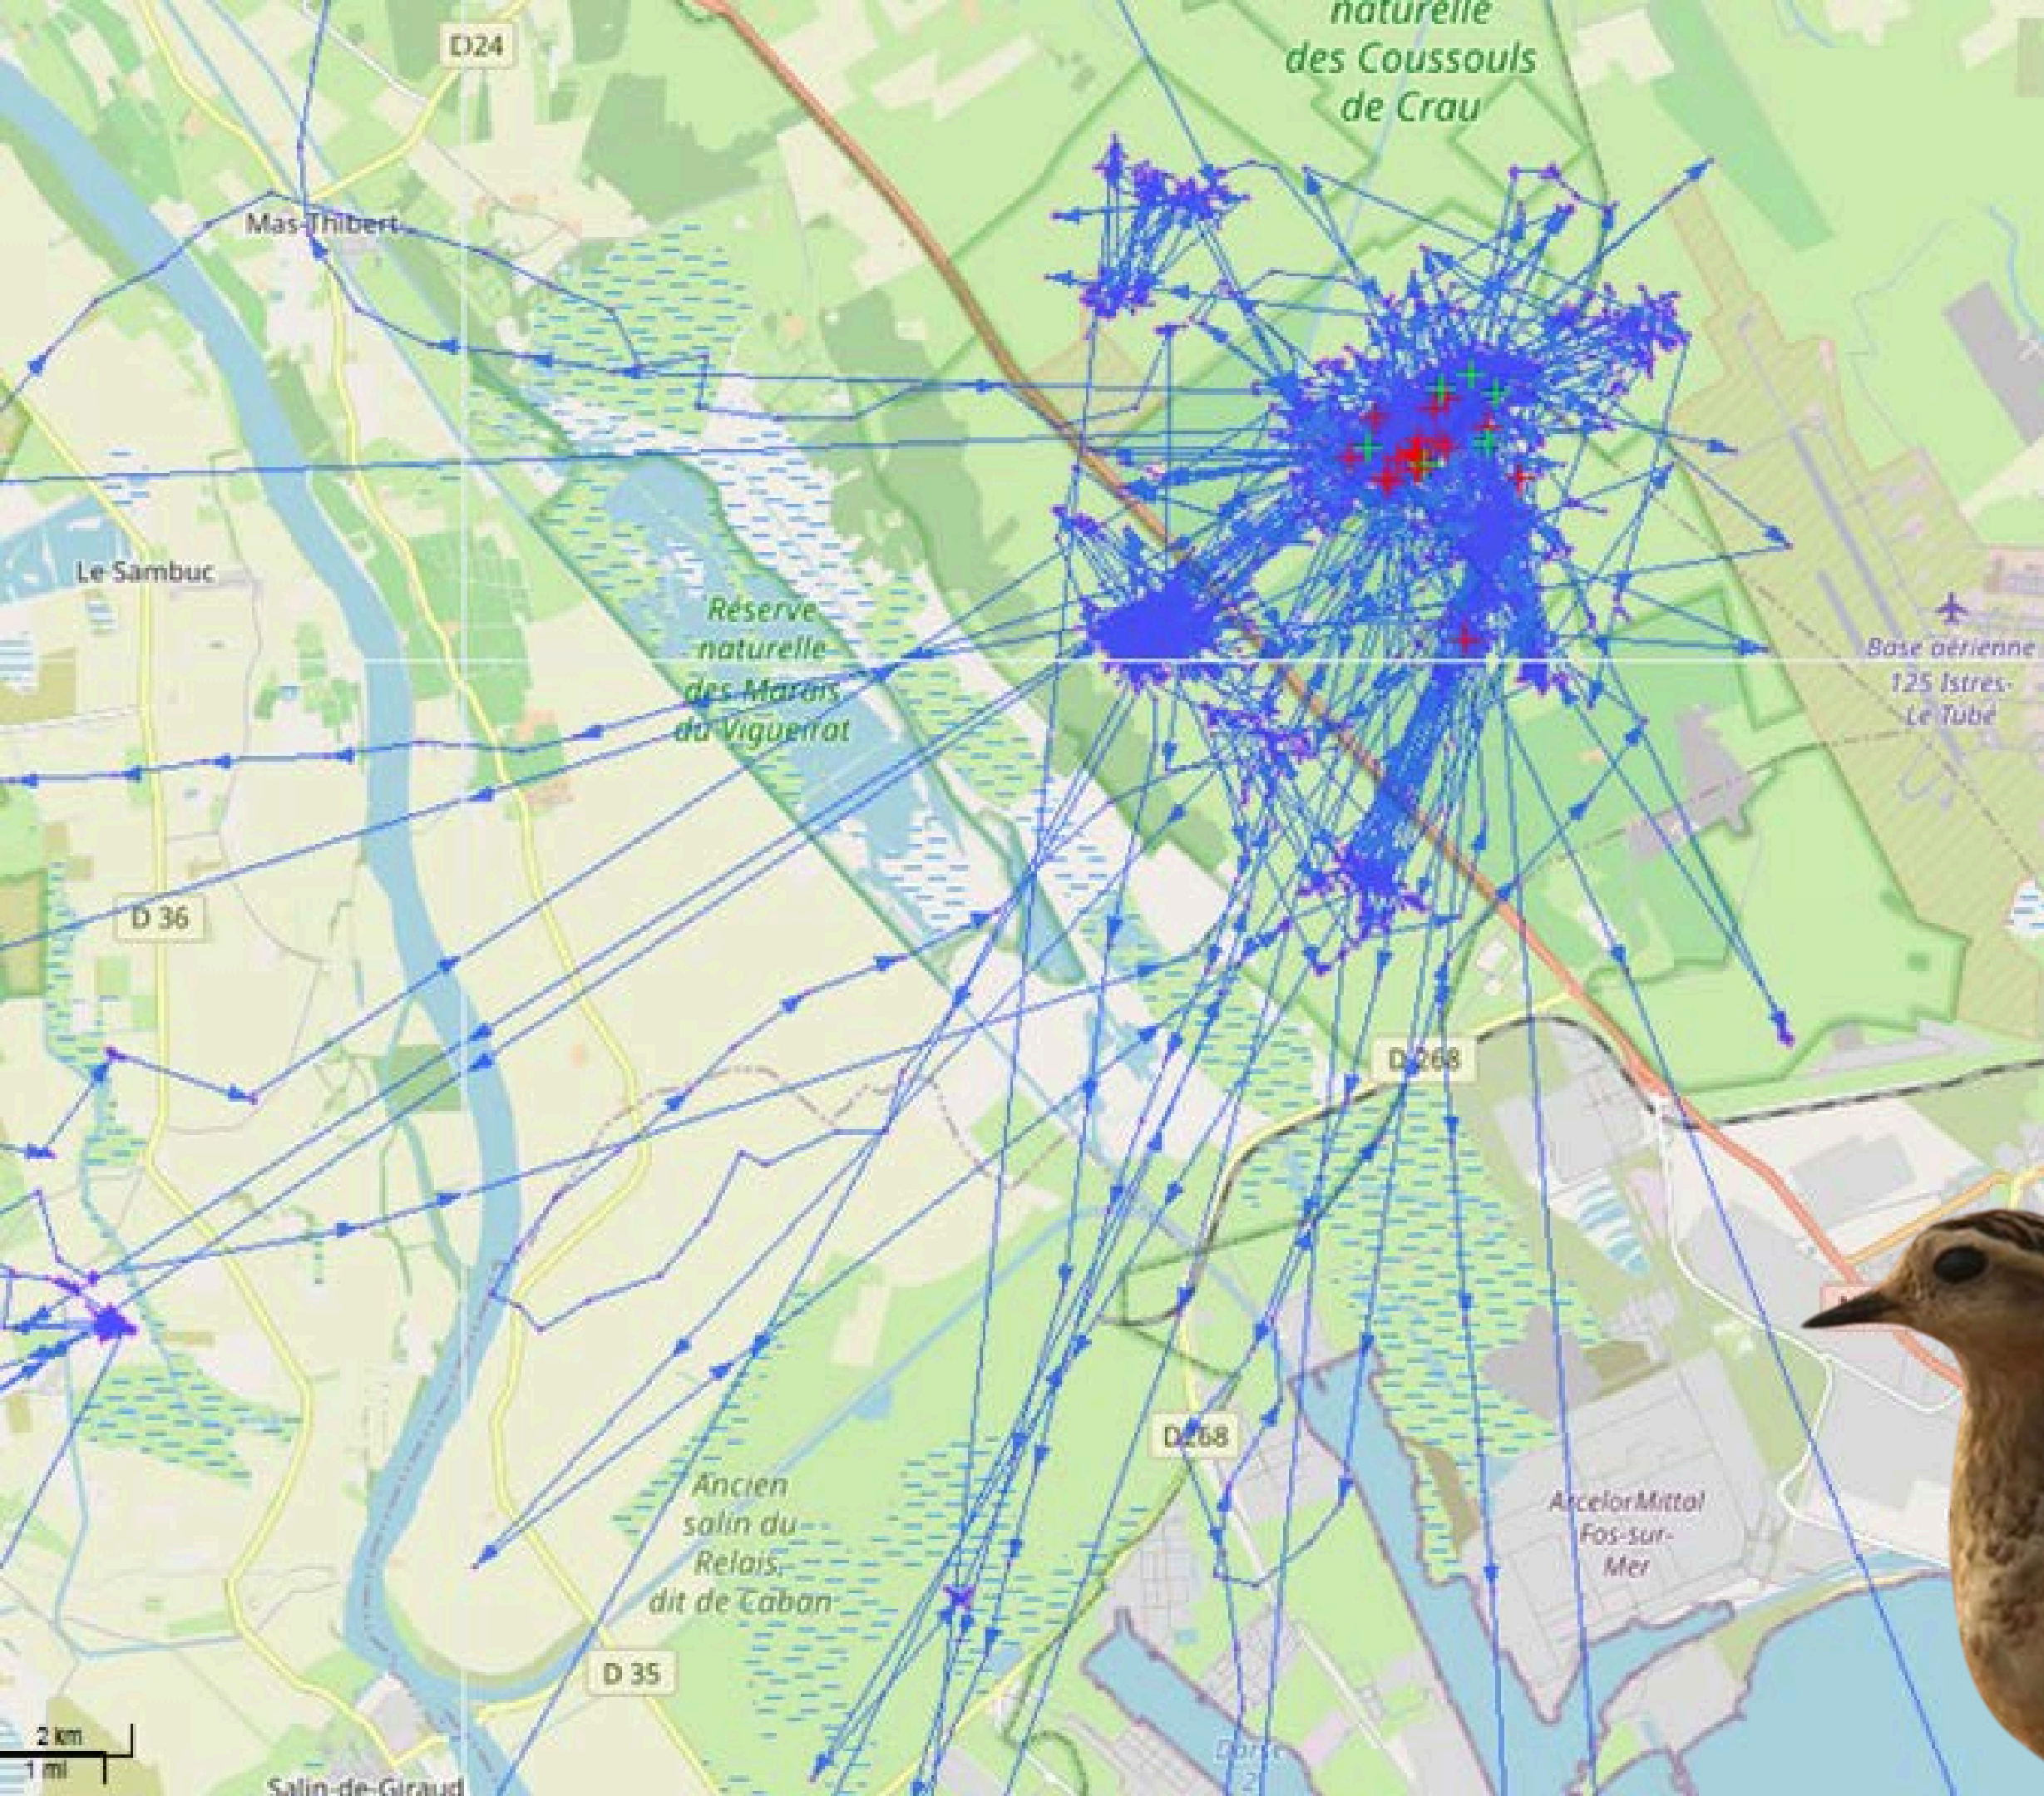 naturelle
des Coussouls
de Crau
D24
Mas-Thibert
Le Sambuc
Réserve
naturelle
des Marais
du Vigueirat
Base aérienne
125 Istres-
Le Tubé
D 36
D 268
D268
Ancien
salin du
Relais,
dit de Caban
ArcelorMittal
Fos-sur-
Mer
D 35
2 km
1 mi
Salin-de-Giraud
Darse
2